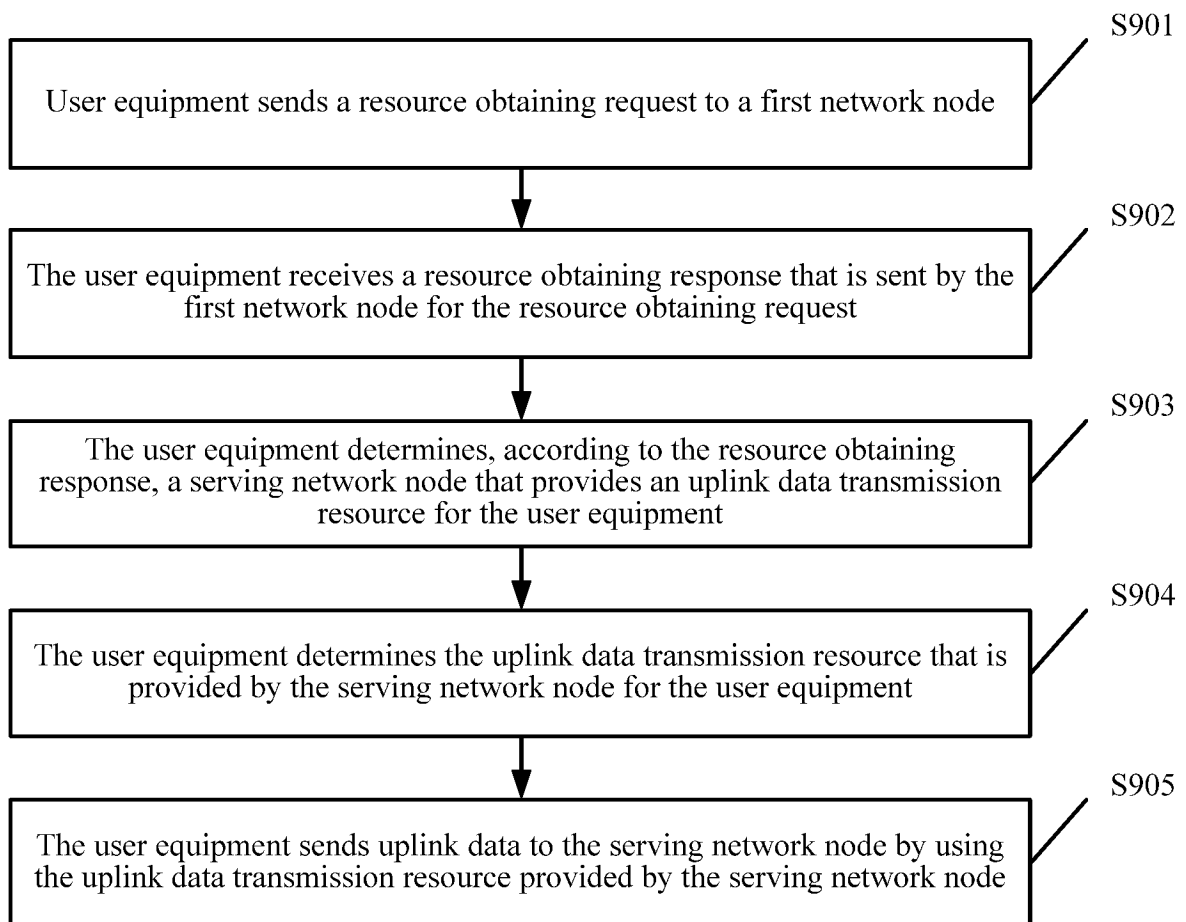 S901
User equipment sends a resource obtaining request to a first network node
S902
The user equipment receives a resource obtaining response that is sent by the
first network node for the resource obtaining request
S903
The user equipment determines, according to the resource obtaining
response, a serving network node that provides an uplink data transmission
resource for the user equipment
S904
The user equipment determines the uplink data transmission resource that is
provided by the serving network node for the user equipment
S905
The user equipment sends uplink data to the serving network node by using
the uplink data transmission resource provided by the serving network node